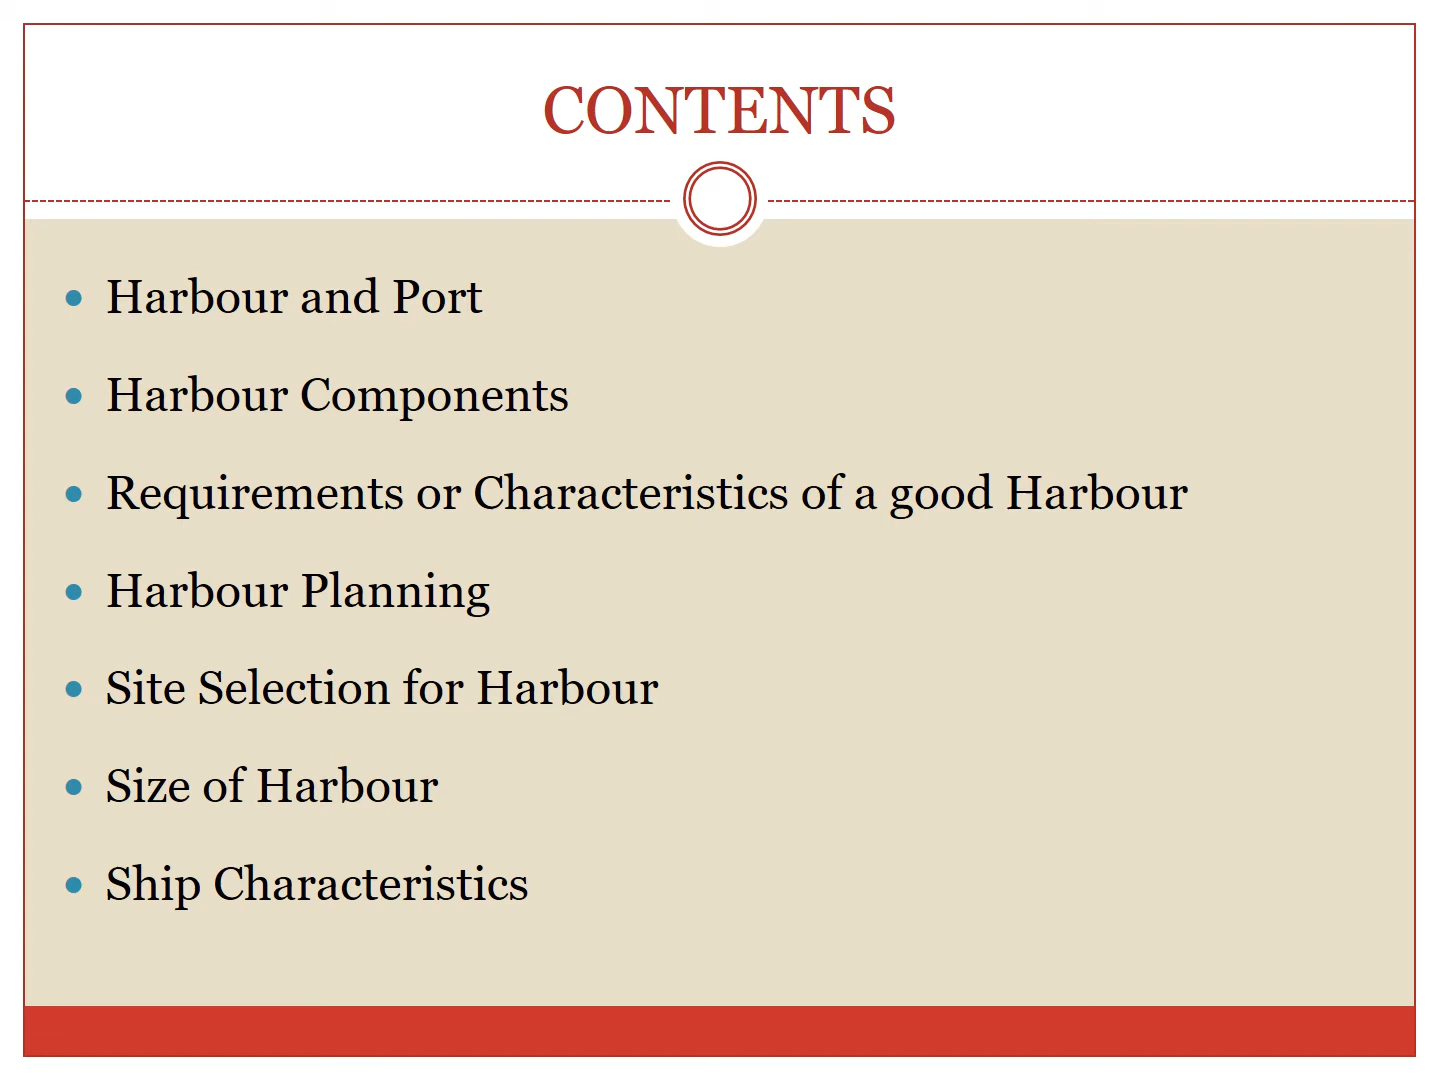 CONTENTS
Harbour and Port
Harbour Components
Requirements or Characteristics of a good Harbour
Harbour Planning
Site Selection for Harbour
Size of Harbour
Ship Characteristics